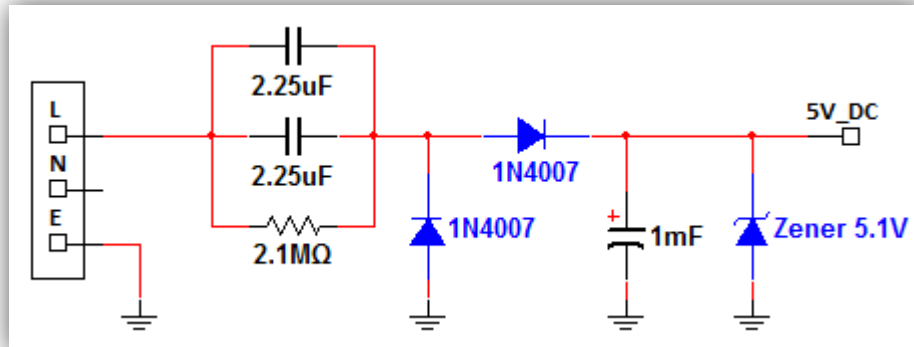 2.25uF
L
5V_DC
N
2.25uF
1N4007
E
1N4007
1mF
Zener 5.1V
2.1MΩ
+